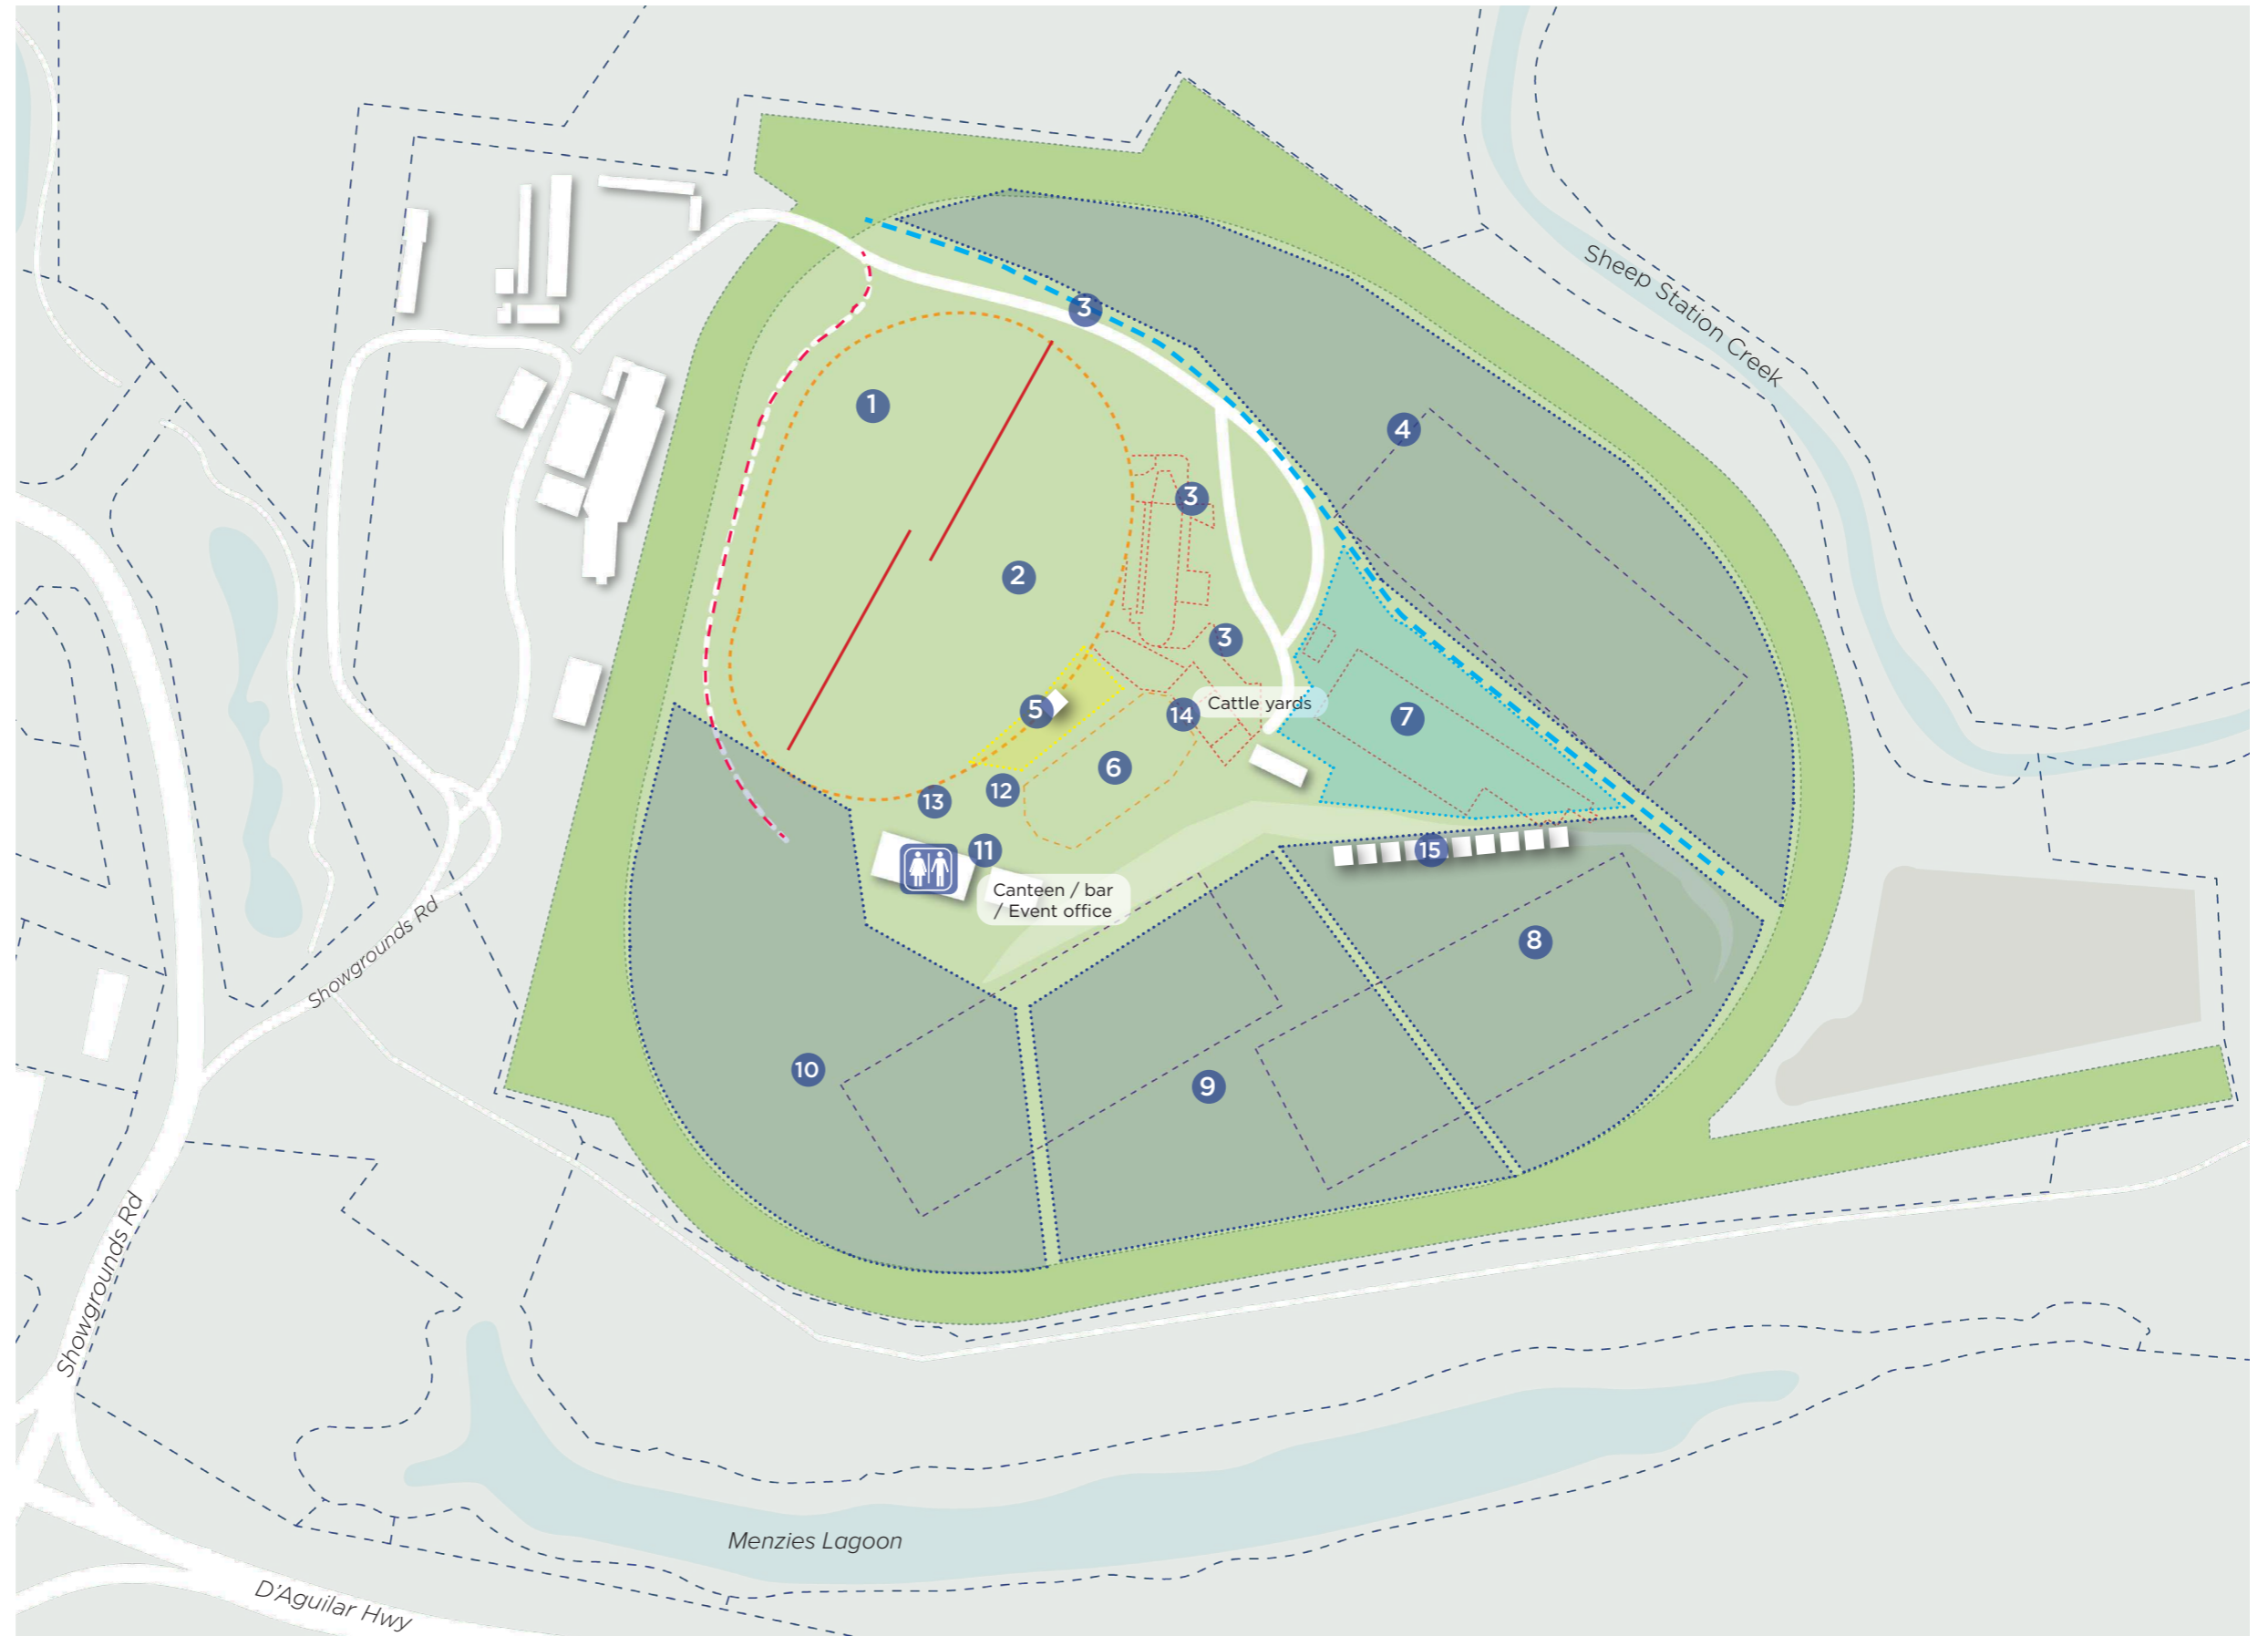 Sheep Station Creek
3
1
4
3
2
3
Cattle yards
5
14
7
6
12
13
11
15
Canteen / bar
/ Event office
8
Showgrounds Rd
10
9
Showgrounds Rd
Menzies Lagoon
D'Aguilar Hwy